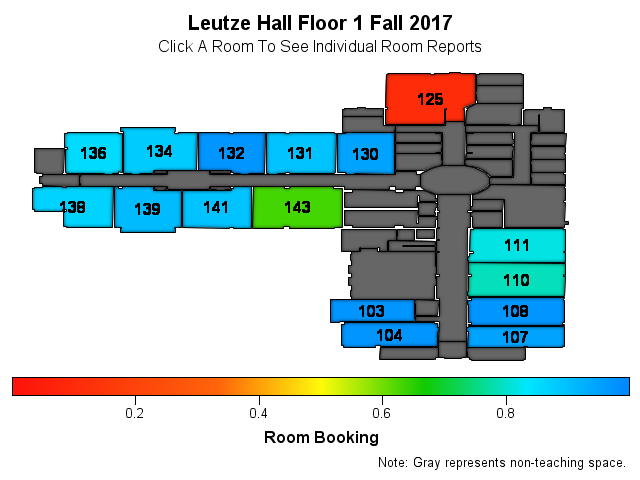 Leutze Hall Floor 1 Fall 2017
Click A Room To See Individual Room Reports
125
136 134 132 131 130
138 139 141 143
111
110
103 108
104 107
0.2 0.4 0.6 0.8
Room Booking
Note: Gray represents non-teaching space.